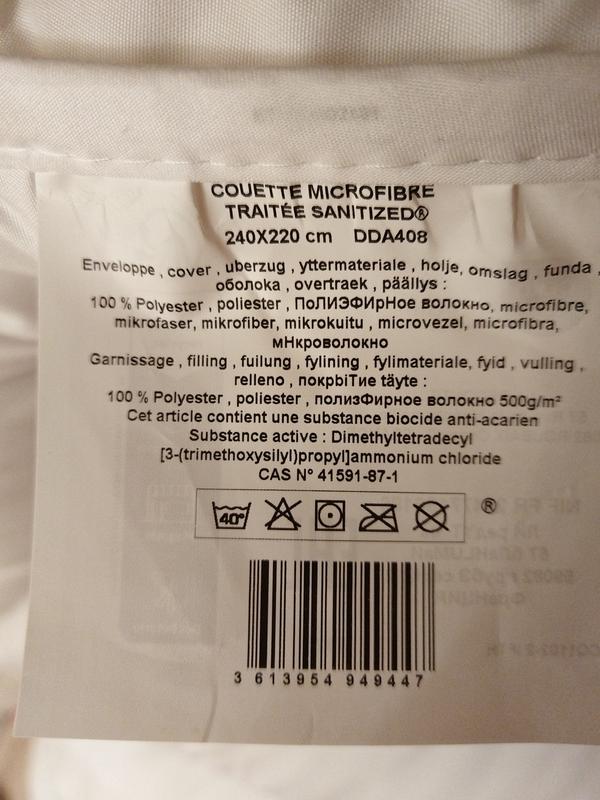 COUETTE MICROFIBRE
TRAITÉE SANITIZED®
240X220 cm DDA408
Enveloppe , cover , uberzug , yttermateriale , holje, omslag , funda ,
оболока , overtraek , päällys :
100 % Polyester , poliester , ПоЛИЭФИрНое волокно, microfibre,
mikrofaser, mikrofiber, mikrokuitu , microvezel, microfibra,
мНкроволокно
Garnissage , filling , fuilung , fylining , fylimateriale, fyid , vulling ,
relleno , покрbiTие täyte :
100 % Polyester , poliester , полизФирное волокно 500g/m²
Cet article contient une substance biocide anti-acarien
Substance active : Dimethyltetradecyl
[3-(trimethoxysilyl)propyl]ammonium chloride
CAS N° 41591-87-1
40° ®
3 613954 949447